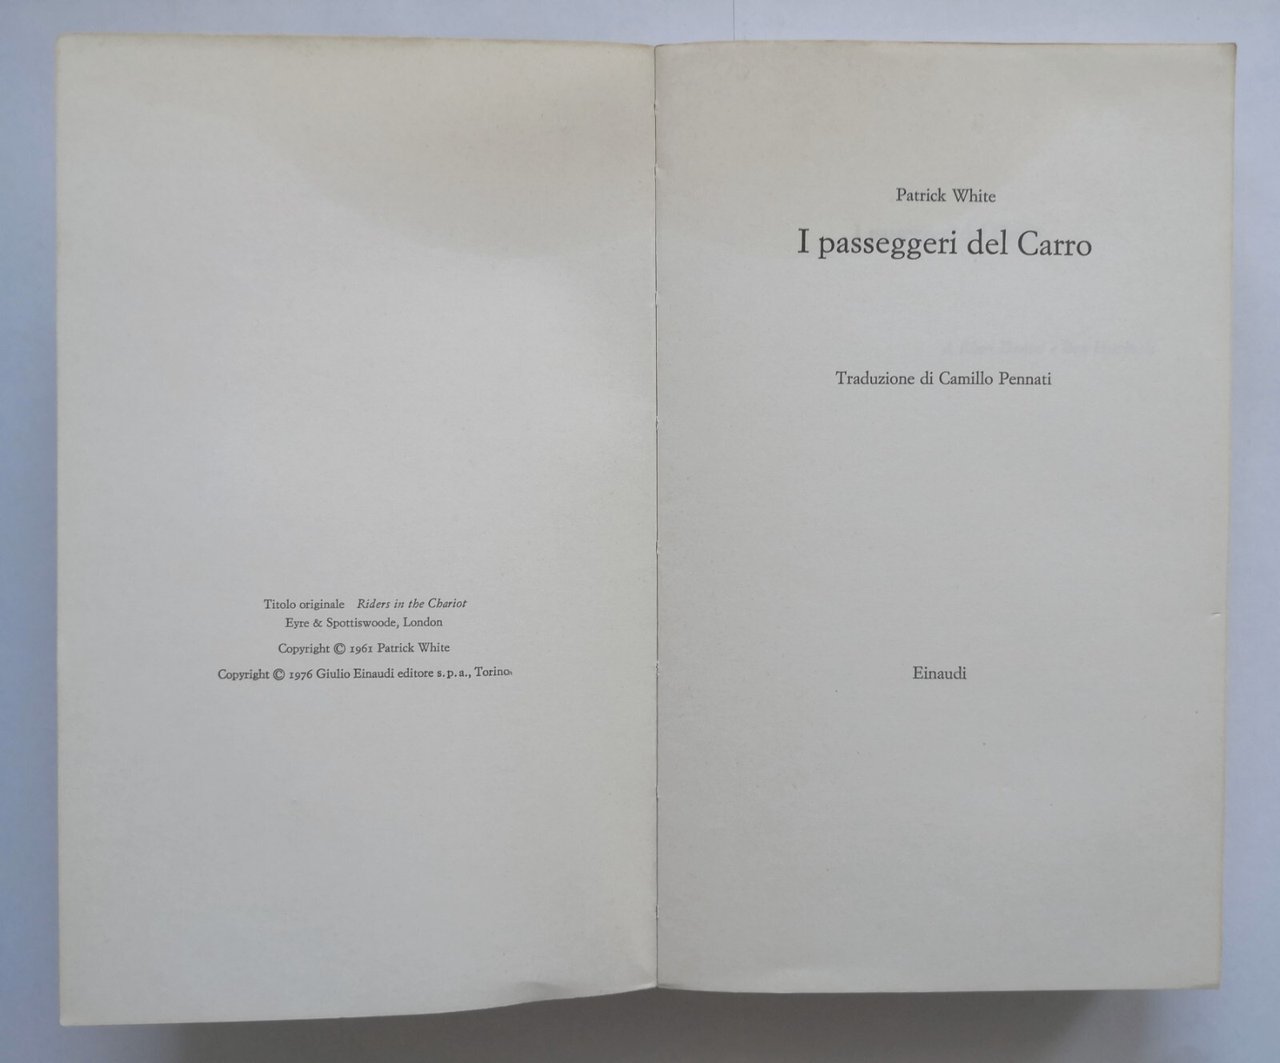 Titolo originale Riders in the Chariot
Eyre & Spottiswoode, London
Copyright © 1961 Patrick White
Copyright © 1976 Giulio Einaudi editore s.p.a., Torino
Patrick White
I passeggeri del Carro
Traduzione di Camillo Pennati
Einaudi